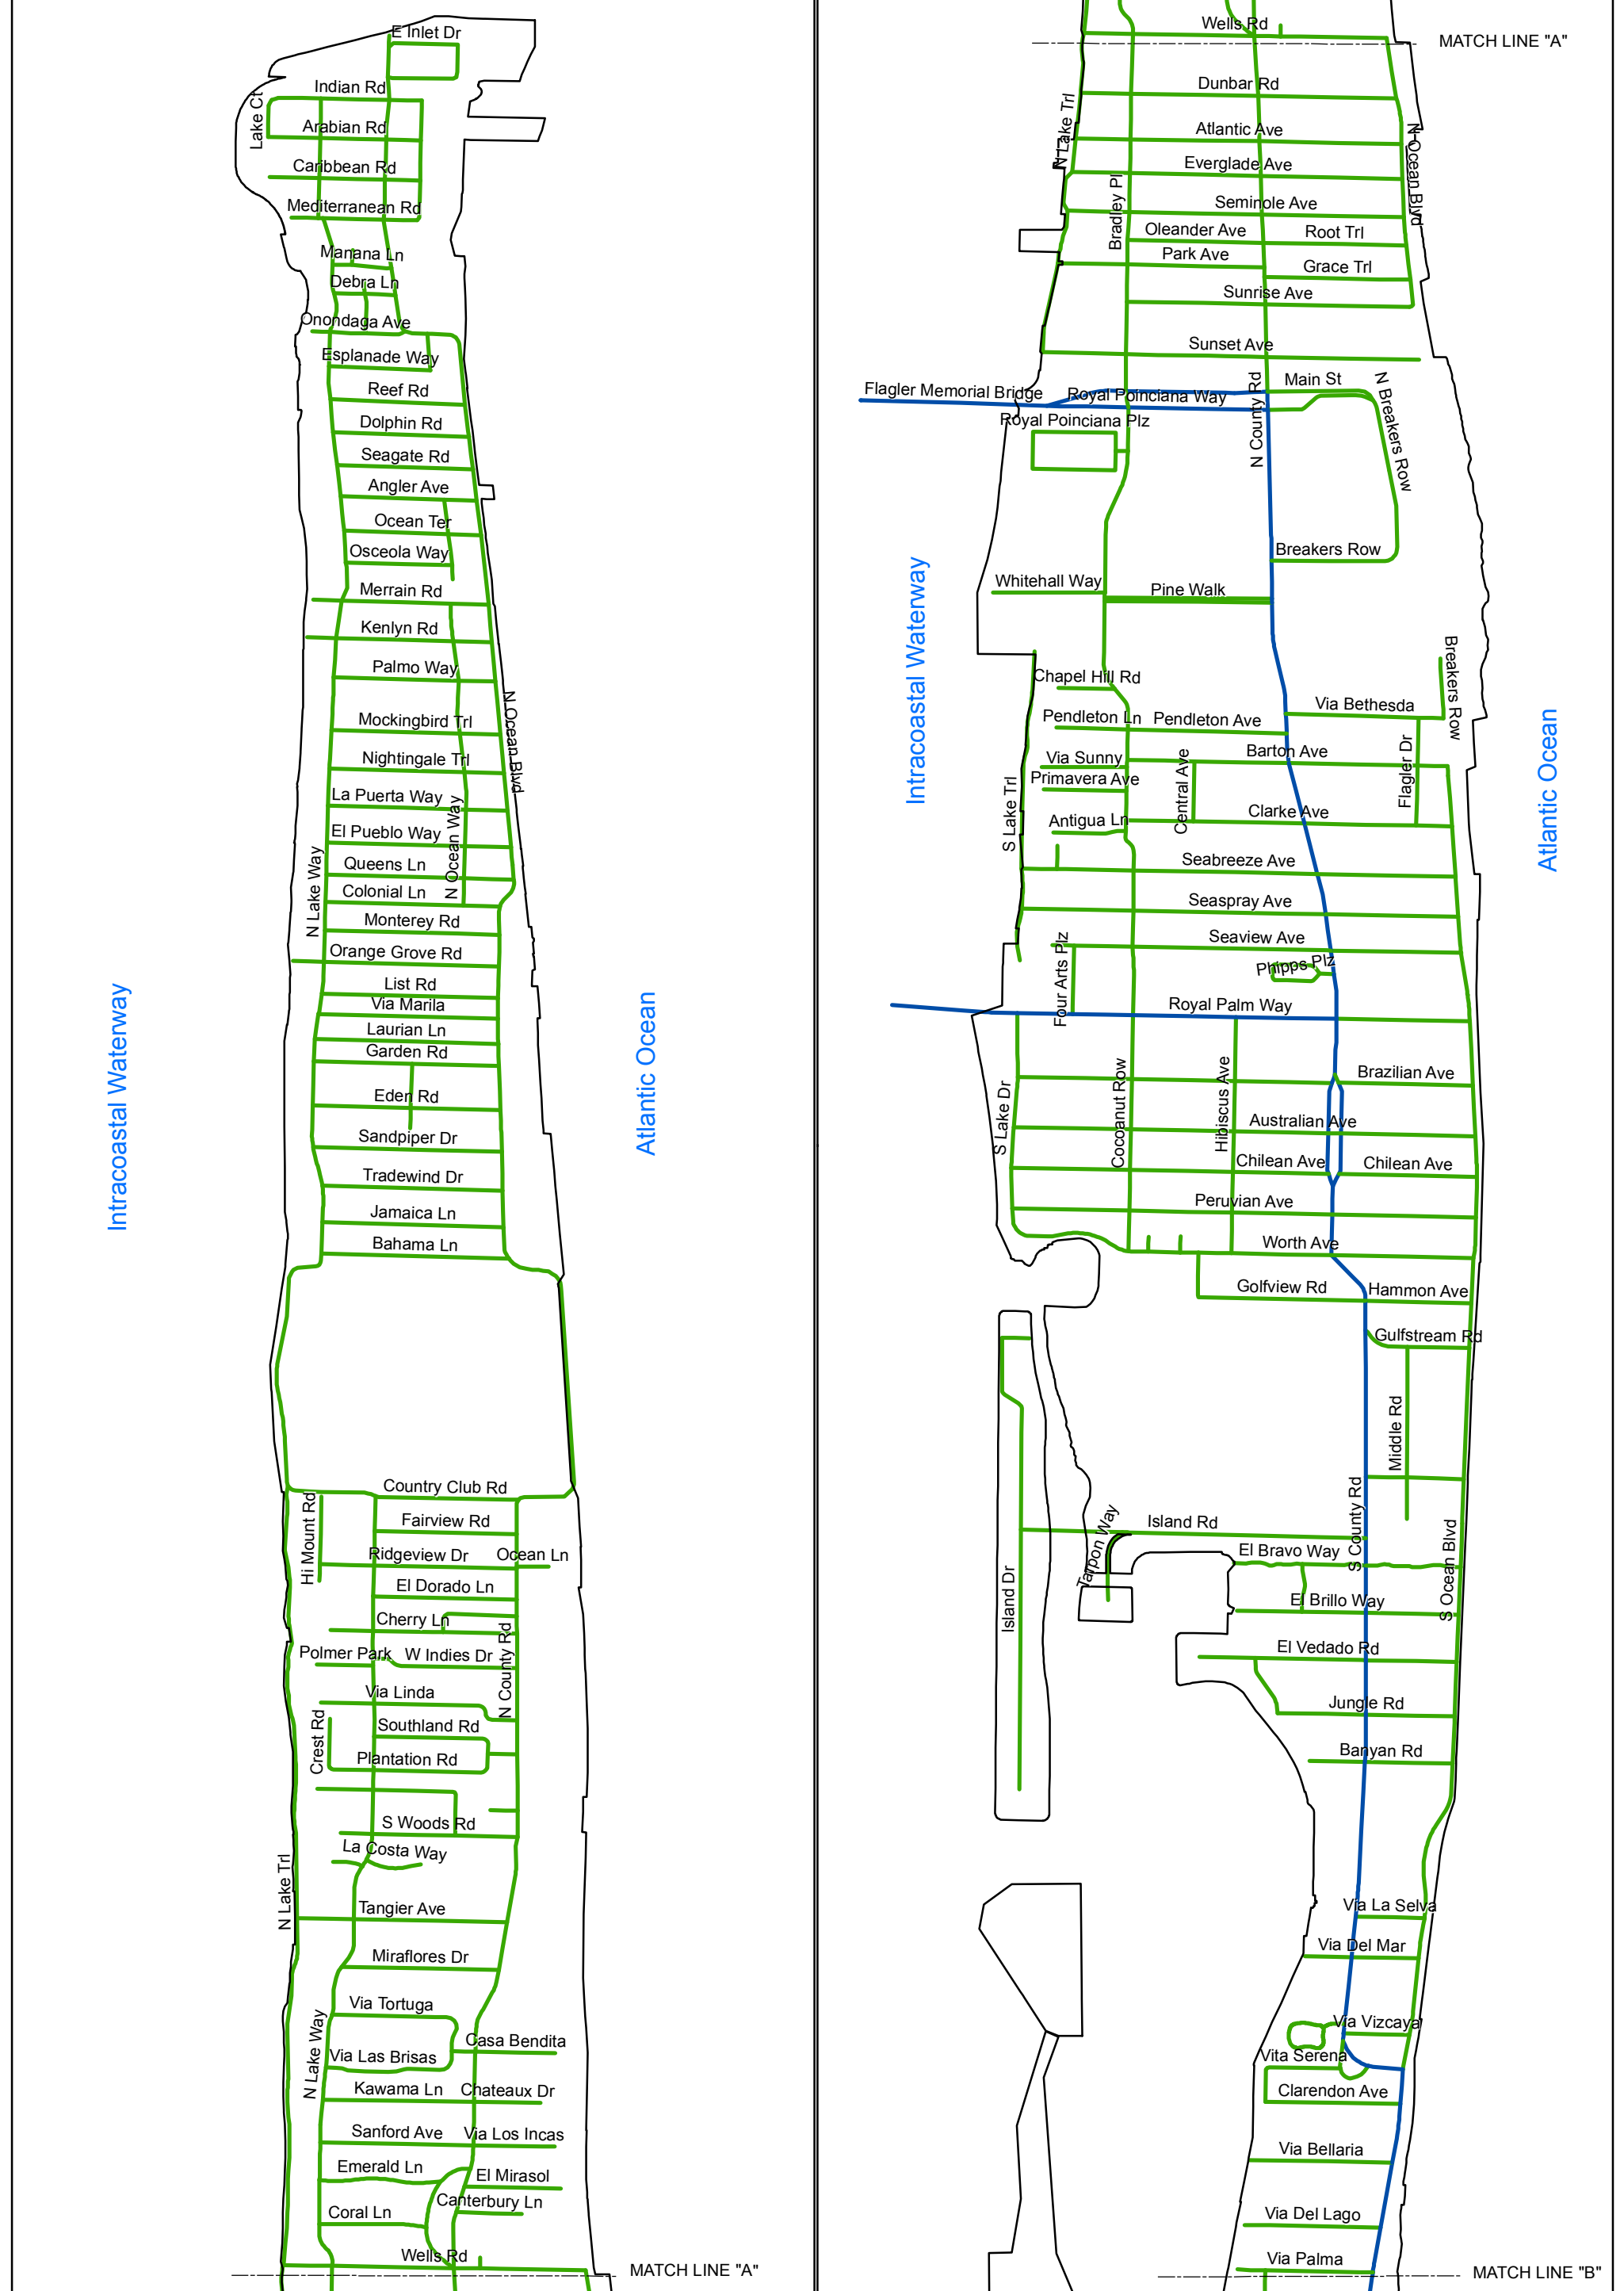 E Inlet Dr
Indian Rd
Lake Ct
Arabian Rd
Caribbean Rd
Mediterranean Rd
Manana Ln
Debra Ln
Onondaga Ave
Esplanade Way
Reef Rd
Dolphin Rd
Seagate Rd
Angler Ave
Ocean Ter
Osceola Way
Merrain Rd
Kenlyn Rd
Palmo Way
N Ocean Blvd
Mockingbird Trl
Nightingale Trl
La Puerta Way
El Pueblo Way
N Ocean Way
Queens Ln
N Lake Way
Colonial Ln
Monterey Rd
Orange Grove Rd
List Rd
Via Marila
Laurian Ln
Garden Rd
Intracoastal Waterway
Atlantic Ocean
Eden Rd
Sandpiper Dr
Tradewind Dr
Jamaica Ln
Bahama Ln
Country Club Rd
Hi Mount Rd
Fairview Rd
Ridgeview Dr
Ocean Ln
El Dorado Ln
Cherry Ln
Polmer Park
W Indies Dr
N County Rd
Via Linda
Crest Rd
Southland Rd
Plantation Rd
S Woods Rd
La Costa Way
N Lake Trl
Tangier Ave
Miraflores Dr
Via Tortuga
Casa Bendita
N Lake Way
Via Las Brisas
Kawama Ln
Chateaux Dr
Sanford Ave
Via Los Incas
Emerald Ln
El Mirasol
Canterbury Ln
Coral Ln
Wells Rd
MATCH LINE "A"
Wells Rd
MATCH LINE "A"
Dunbar Rd
N Lake Trl
Atlantic Ave
N Ocean Blvd
Everglade Ave
Bradley Pl
Seminole Ave
Oleander Ave
Root Trl
Park Ave
Grace Trl
Sunrise Ave
Sunset Ave
Main St
N Breakers Row
Flagler Memorial Bridge
Royal Poinciana Way
N County Rd
Royal Poinciana Plz
Breakers Row
Whitehall Way
Pine Walk
Intracoastal Waterway
Chapel Hill Rd
Breakers Row
Via Bethesda
Pendleton Ln
Pendleton Ave
Barton Ave
Via Sunny
Flagler Dr
Atlantic Ocean
Primavera Ave
Central Ave
S Lake Trl
Antigua Ln
Clarke Ave
Seabreeze Ave
Seaspray Ave
Seaview Ave
Phipps Plz
Four Arts Plz
Royal Palm Way
Brazilian Ave
S Lake Dr
Cocoanut Row
Hibiscus Ave
Australian Ave
Chilean Ave
Chilean Ave
Peruvian Ave
Worth Ave
Golfview Rd
Hammon Ave
Gulfstream Rd
Middle Rd
S County Rd
Island Rd
Tarpon Way
El Bravo Way
Island Dr
S Ocean Blvd
El Brillo Way
El Vedado Rd
Jungle Rd
Banyan Rd
Via La Selva
Via Del Mar
Via Vizcaya
Vita Serena
Clarendon Ave
Via Bellaria
Via Del Lago
Via Palma
MATCH LINE "B"